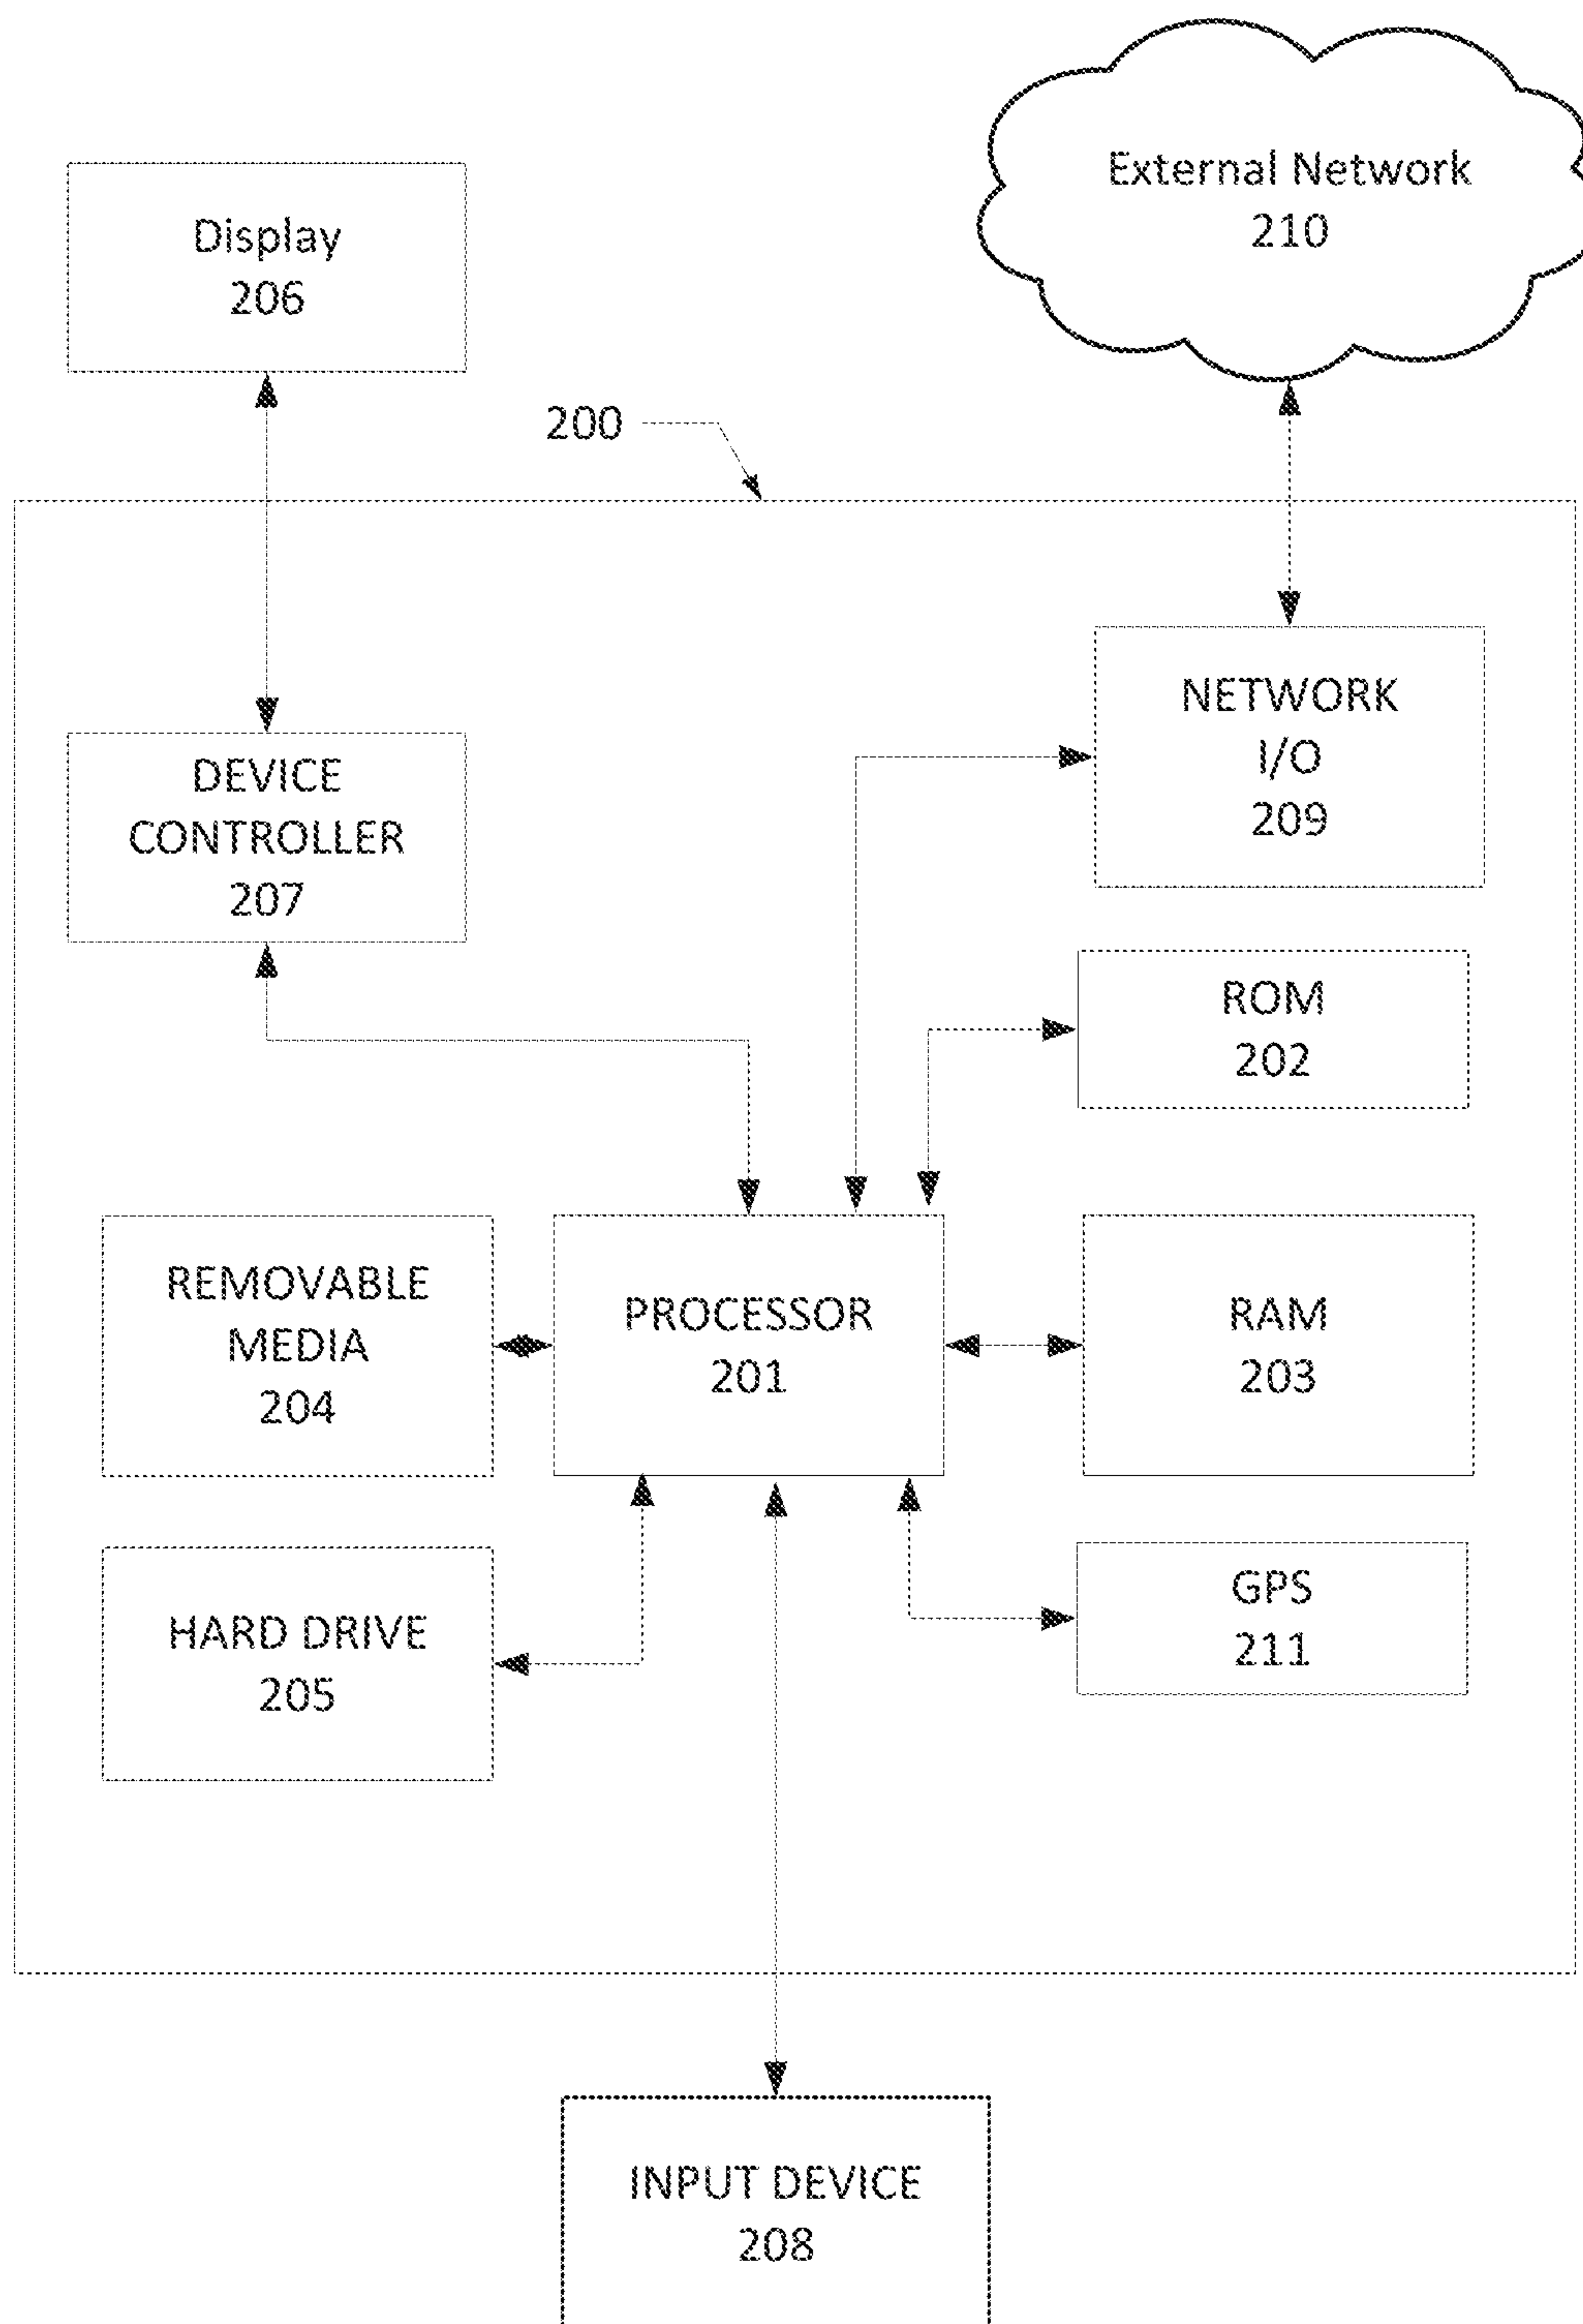 External Network
210
Display
206
200
NETWORK
I/O
209
DEVICE
CONTROLLER
207
ROM
202
REMOVABLE
MEDIA
204
PROCESSOR
201
RAM
203
HARD DRIVE
205
GPS
211
INPUT DEVICE
208